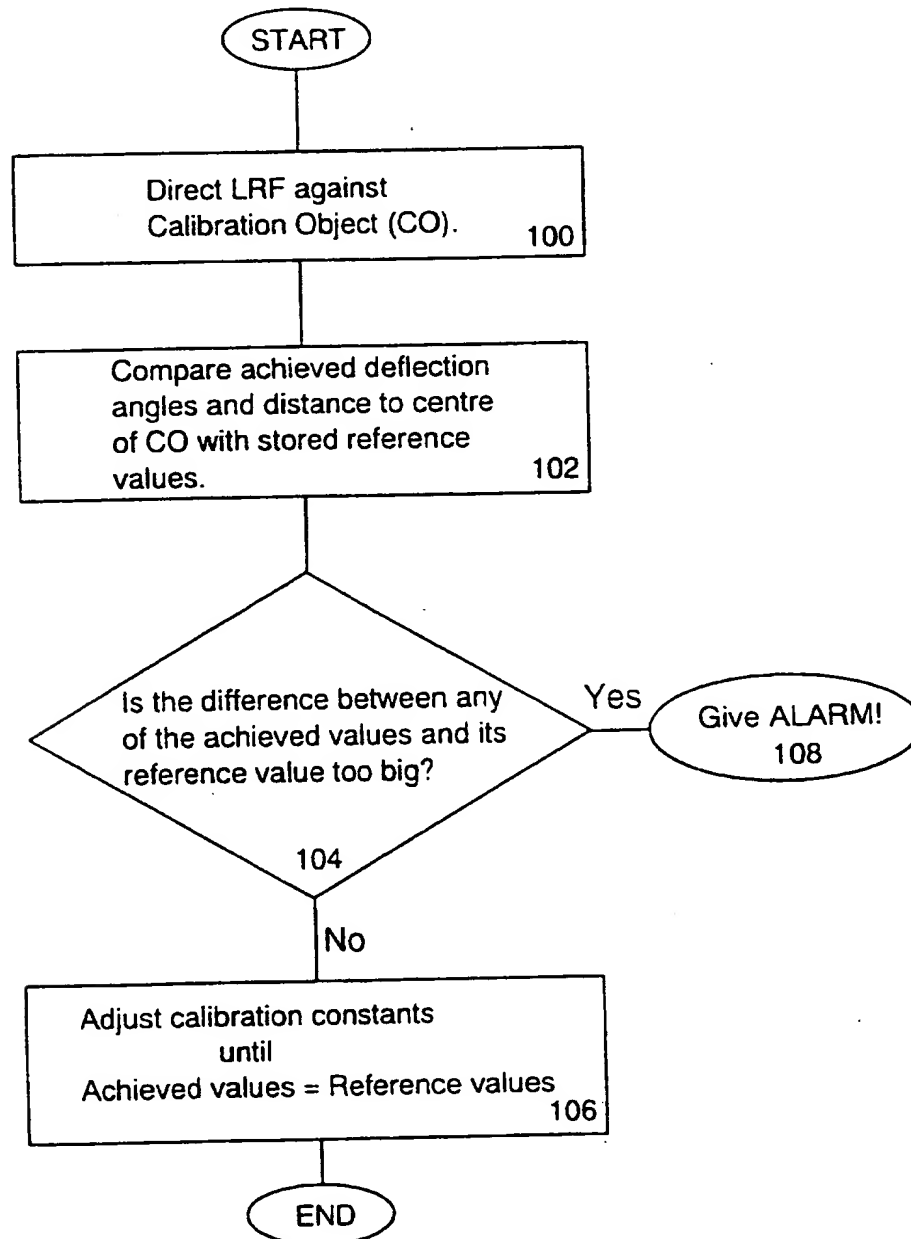 START
Direct LRF against
Calibration Object (CO).
100
Compare achieved deflection
angles and distance to centre
of CO with stored reference
values.
102
Is the difference between any
of the achieved values and its
reference value too big?
104
Yes
Give ALARM!
108
No
Adjust calibration constants
until
Achieved values = Reference values
106
END